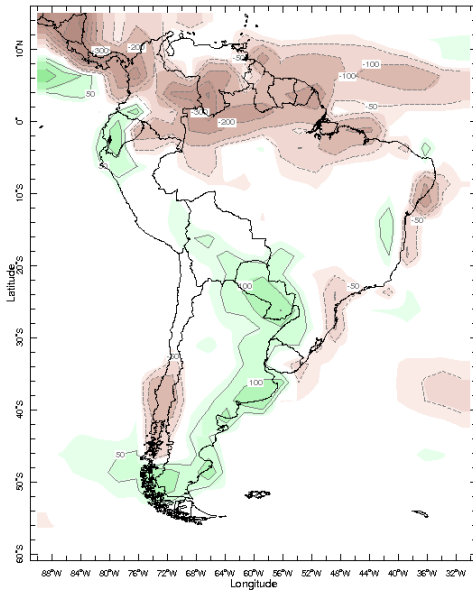 10°N
0°
10°S
20°S
30°S
40°S
50°S
60°S
Latitude
88°W
84°W
80°W
76°W
72°W
68°W
64°W
60°W
56°W
52°W
48°W
44°W
40°W
36°W
32°W
Longitude
-300
-200
-50
-100
-100
50
-50
-300
-200
-50
100
-50
-50
100
50